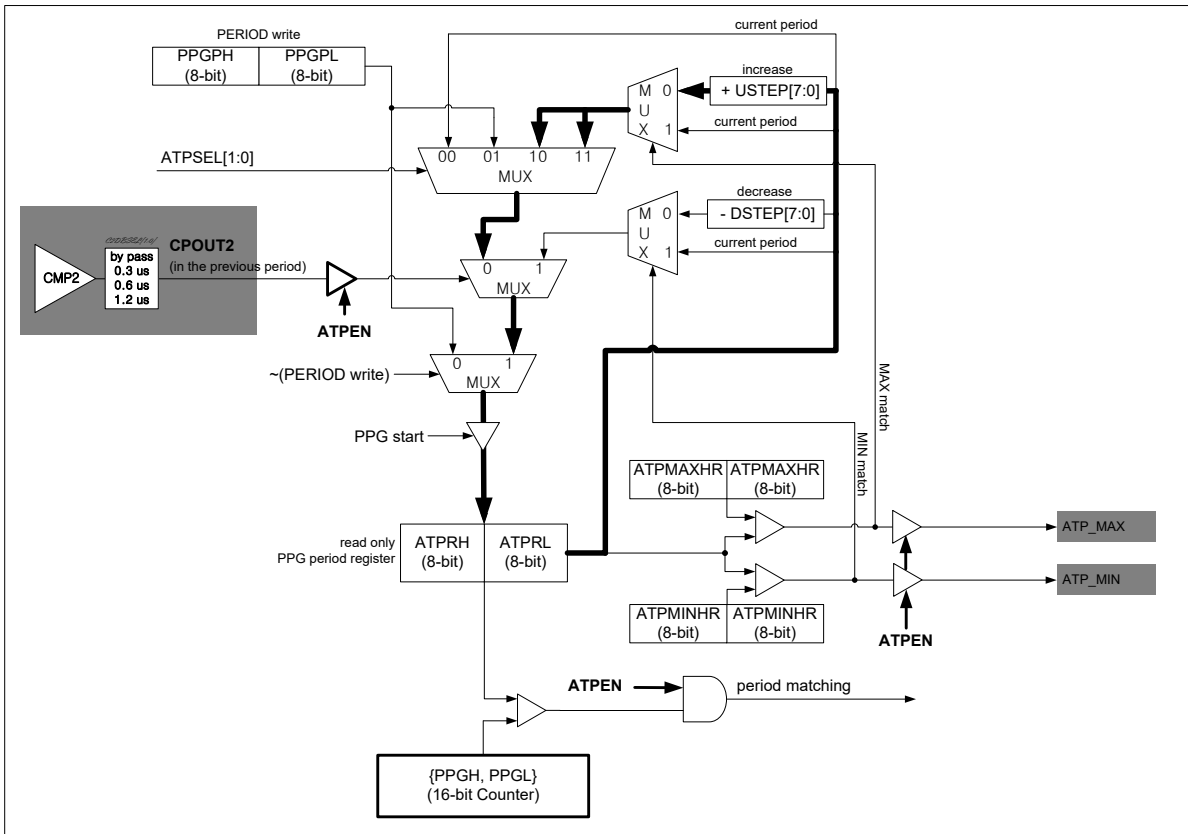 PERIOD write
PPGPH PPGPL
(8-bit) (8-bit)
current period
increase
M 0
U
X 1
+ USTEP[7:0]
current period
ATPSEL[1:0]
00 01 10 11
MUX
decrease
M 0
U
X 1
- DSTEP[7:0]
current period
CMP2
by pass
0.3 us
0.6 us
1.2 us
CPOUT2
(in the previous period)
ATPEN
0 1
MUX
~(PERIOD write)
0 1
MUX
PPG start
MAX match
MIN match
read only
PPG period register
ATPRH ATPRL
(8-bit) (8-bit)
ATPMAXHR ATPMAXHR
(8-bit) (8-bit)
ATP_MAX
ATP_MIN
ATPMINHR ATPMINHR
(8-bit) (8-bit)
ATPEN
ATPEN
period matching
{PPGH, PPGL}
(16-bit Counter)